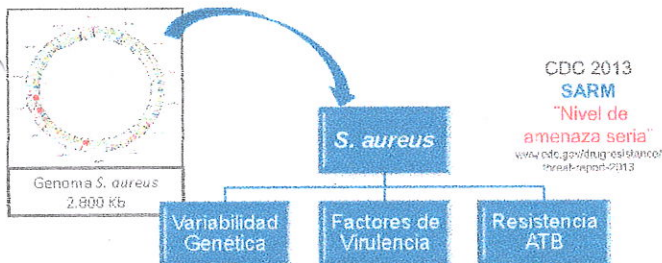 Genoma S. aureus
2.800 Kb
S. aureus
Variabilidad
Genética
Factores de
Virulencia
Resistencia
ATB
CDC 2013
SARM
"Nivel de
amenaza seria"
www.cdc.gov/drugresistance/
threat-report-2013